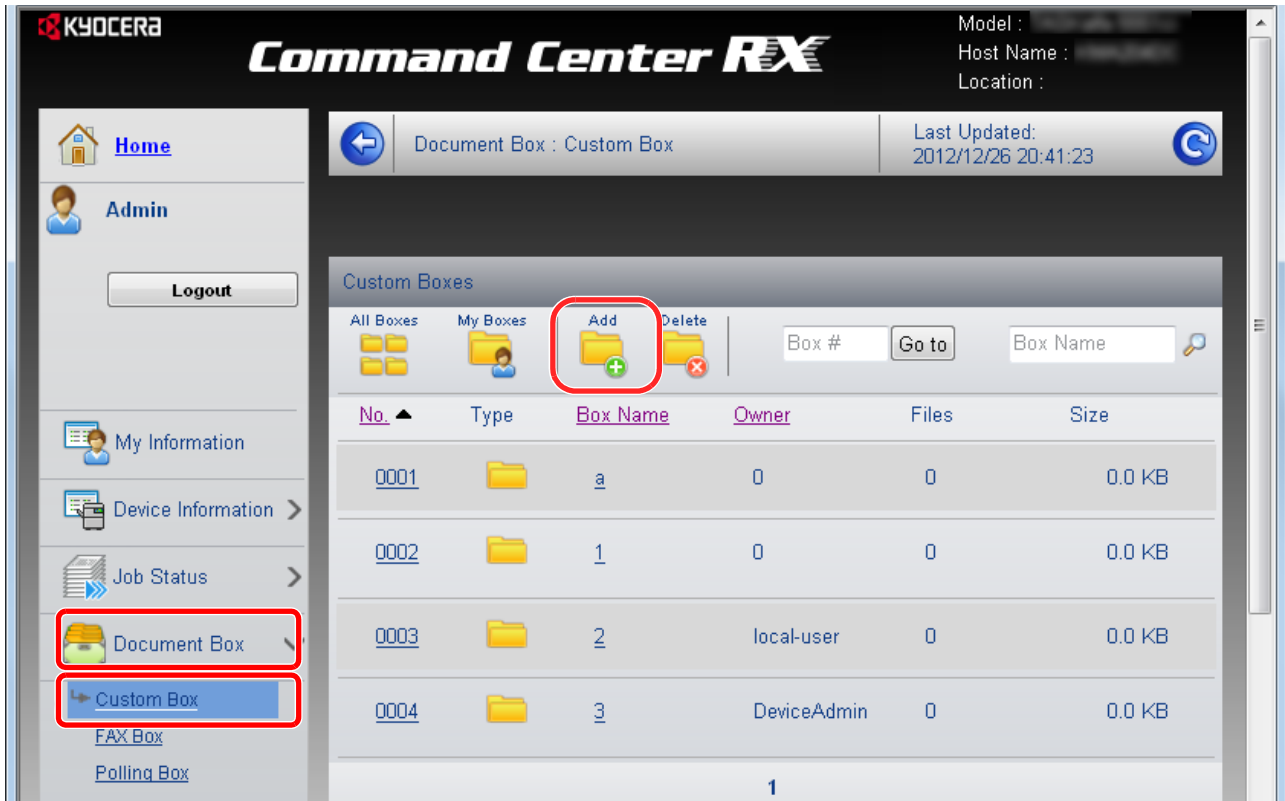 KYOCERA
Command Center RX
Model :
Host Name :
Location :
Home
Admin
Logout
My Information
Device Information
Job Status
Document Box
Custom Box
FAX Box
Polling Box
Document Box : Custom Box
Last Updated:
2012/12/26 20:41:23
Custom Boxes
All Boxes My Boxes Add Delete
Box # Go to Box Name
No. Type Box Name Owner Files Size
0001 a 0 0 0.0 KB
0002 1 0 0 0.0 KB
0003 2 local-user 0 0.0 KB
0004 3 DeviceAdmin 0 0.0 KB
1